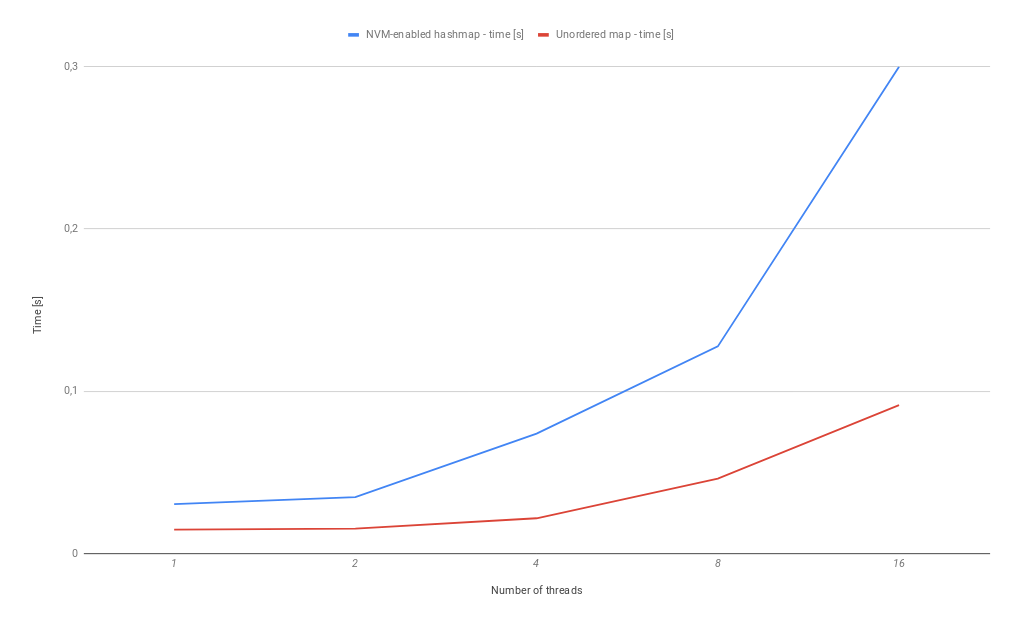 NVM-enabled hashmap - time [s] Unordered map - time [s]
0,3
0,2
Time [s]
0,1
0
1 2 4 8 16
Number of threads